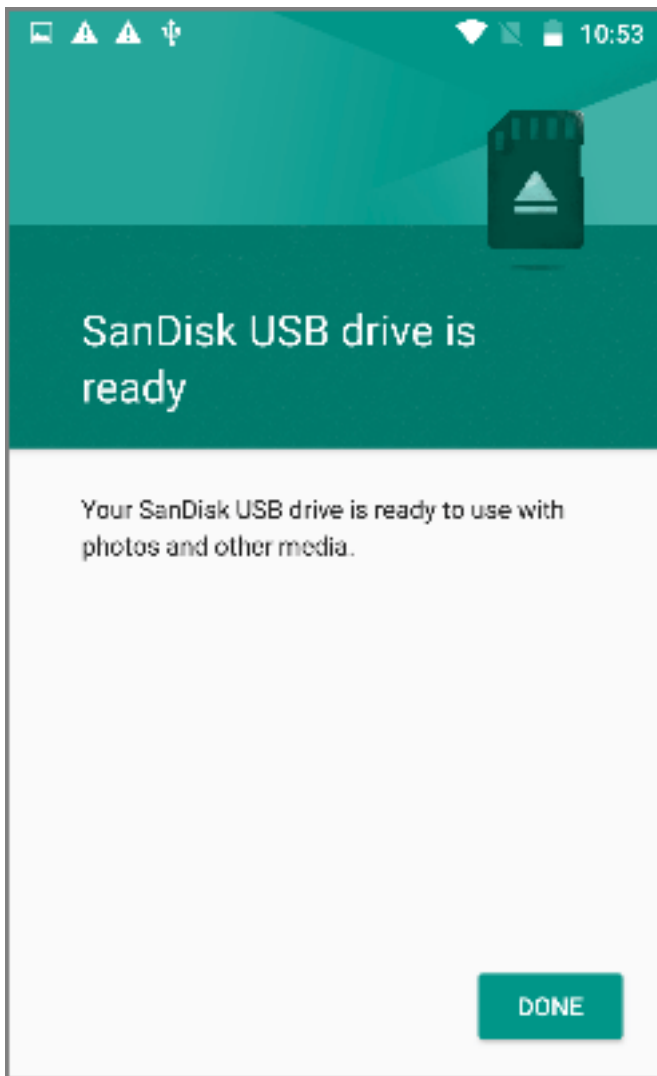 10:53
SanDisk USB drive is
ready
Your SanDisk USB drive is ready to use with
photos and other media.
DONE